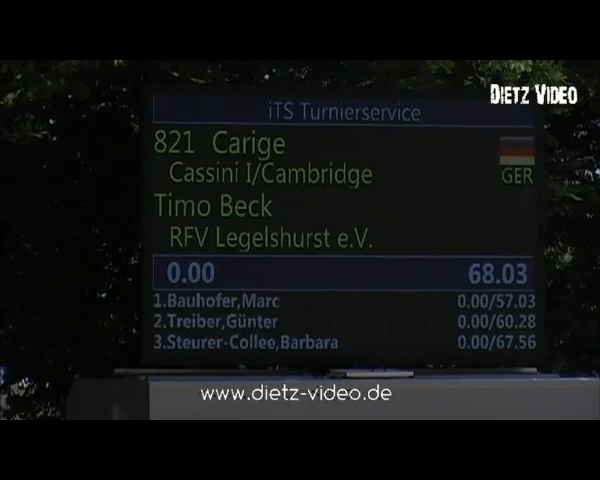 DIETZ VIDEO
iTS Turnierservice
821 Carige
Cassini I/Cambridge
GER
Timo Beck
RFV Legelshurst e.V.
0.00 68.03
1.Bauhofer,Marc 0.00/57.03
2.Treiber,Günter 0.00/60.28
3.Steurer-Collee,Barbara 0.00/67.56
www.dietz-video.de